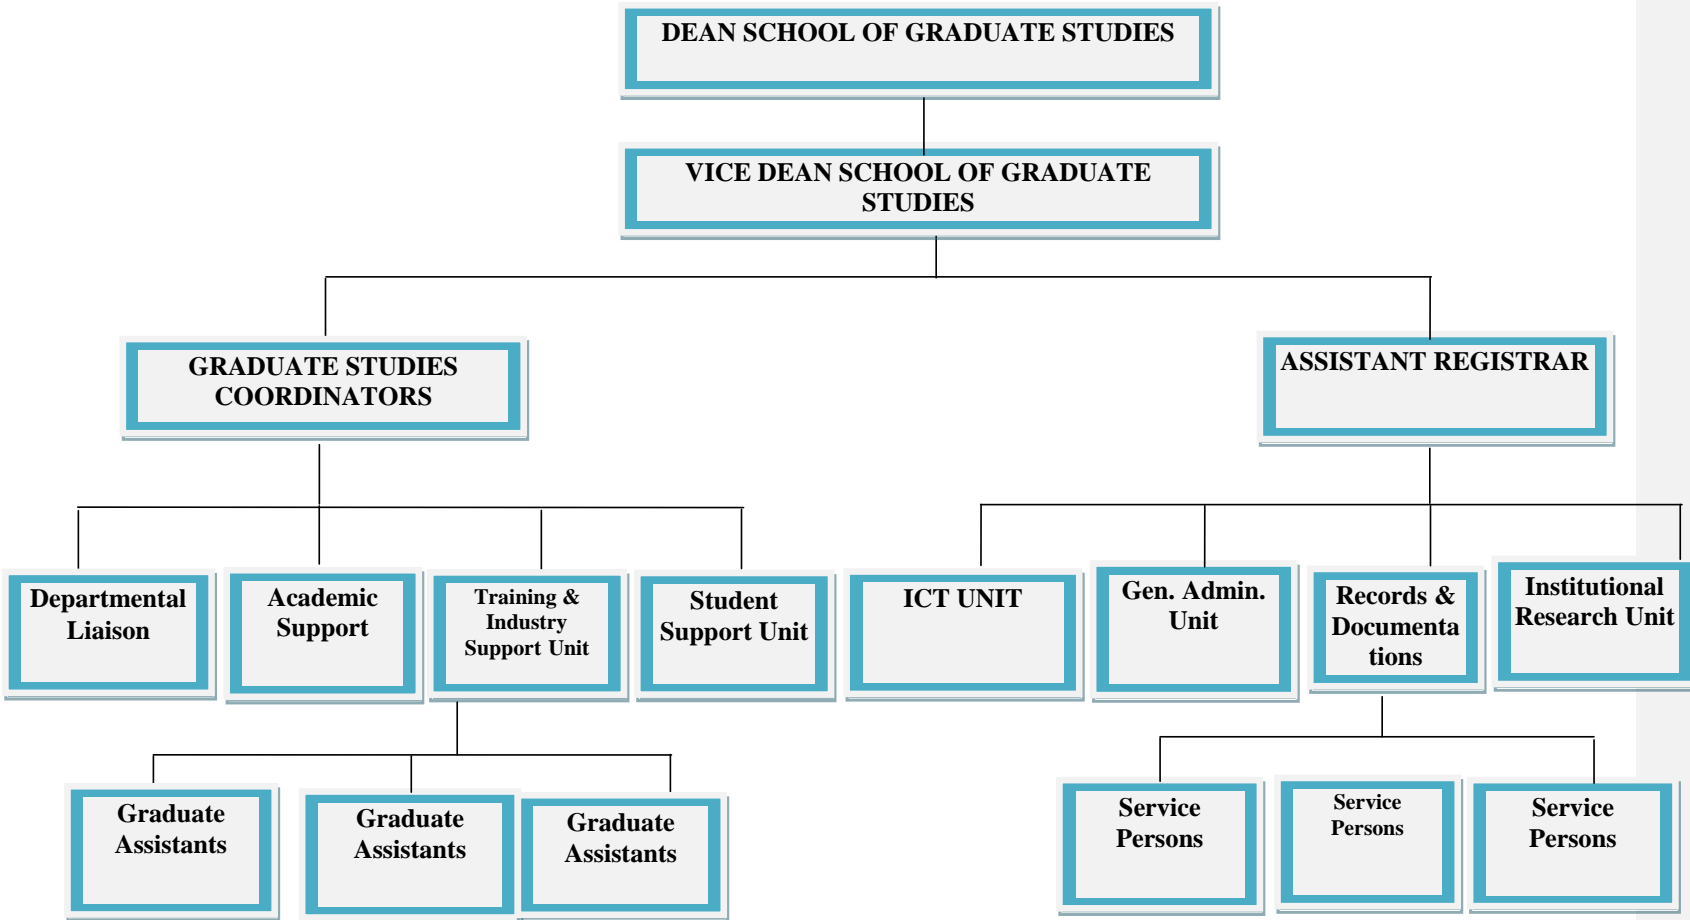 DEAN SCHOOL OF GRADUATE STUDIES
VICE DEAN SCHOOL OF GRADUATE
STUDIES
GRADUATE STUDIES
COORDINATORS
ASSISTANT REGISTRAR
Departmental
Liaison
Academic
Support
Training &
Industry
Support Unit
Student
Support Unit
ICT UNIT
Gen. Admin.
Unit
Records &
Documenta
tions
Institutional
Research Unit
Graduate
Assistants
Graduate
Assistants
Graduate
Assistants
Service
Persons
Service
Persons
Service
Persons